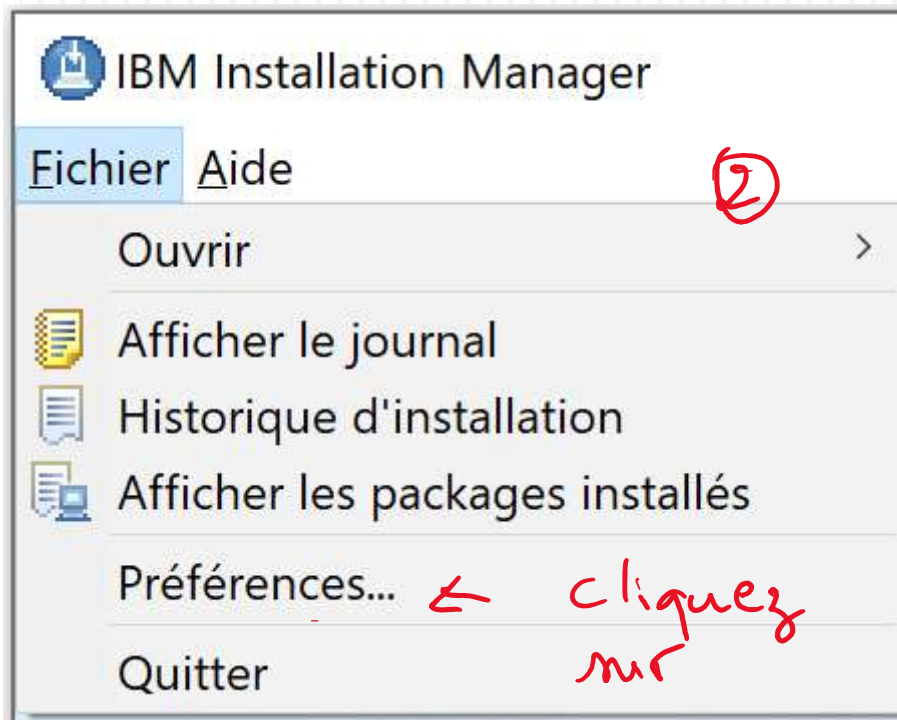 IBM Installation Manager
Fichier Aide
2
Ouvrir
Afficher le journal
Historique d'installation
Afficher les packages installés
Préférences... ← cliquez
sur
Quitter